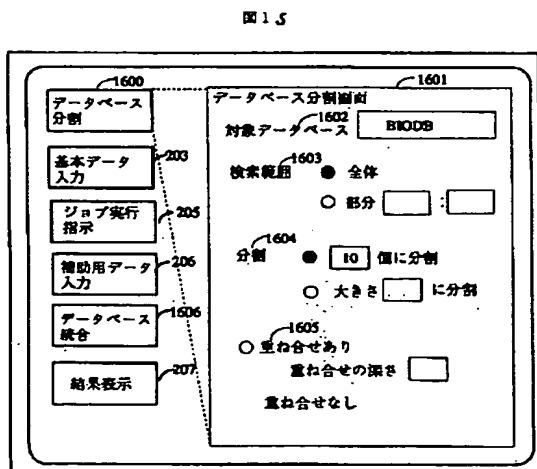 図15
1600
データベース
分割
基本データ
入力
203
ジョブ実行
指示
205
補助用データ
入力
206
データベース
統合
1606
結果表示
207
1601
データベース分割画面
1602
対象データベース BIODB
検索範囲 1603 全体
部分 :
1604
分割 10 個に分割
大きさ に分割
1605
重ね合せあり
重ね合せの深さ
重ね合せなし